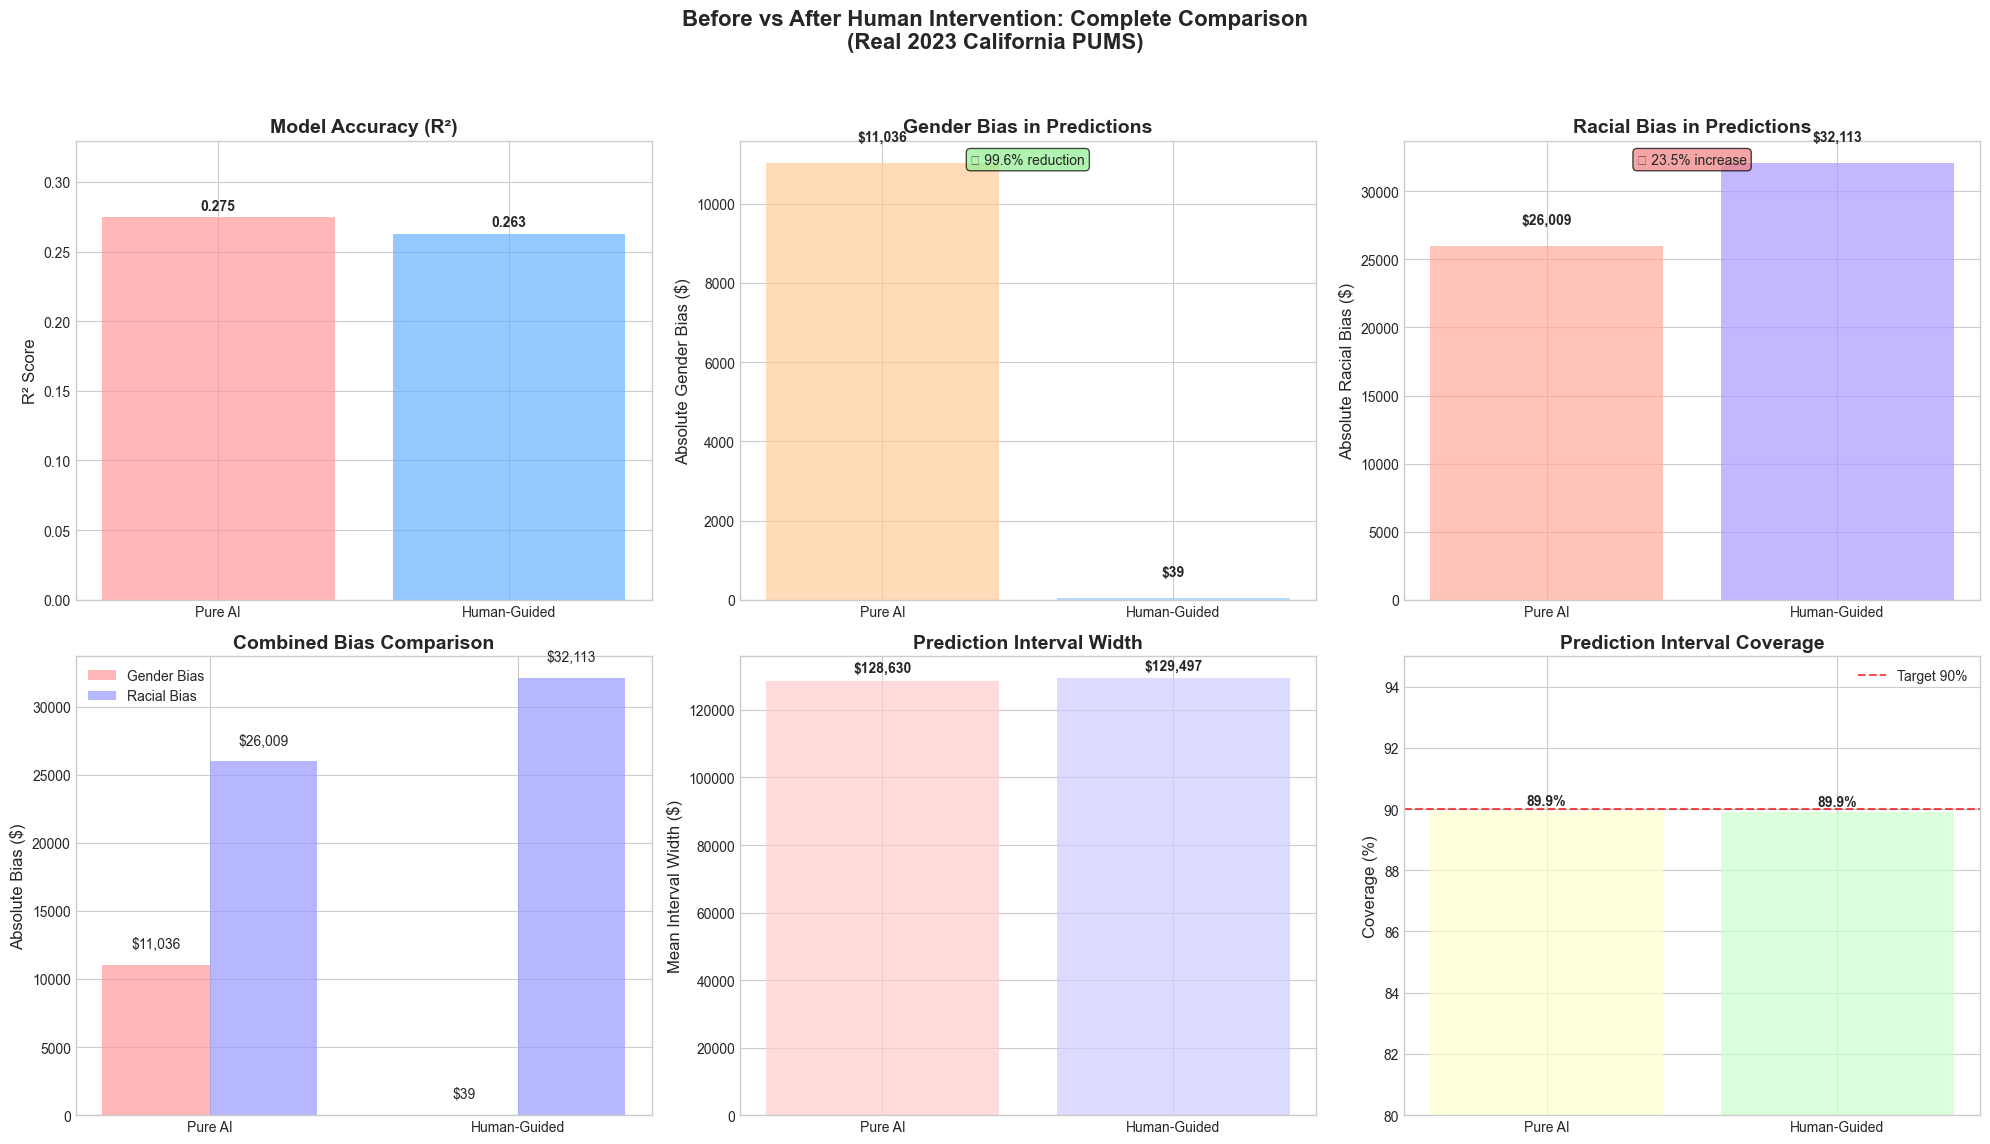 Before vs After Human Intervention: Complete Comparison
(Real 2023 California PUMS)
Model Accuracy (R²)
R² Score
0.30
0.25
0.20
0.15
0.10
0.05
0.00
0.275
0.263
Pure AI
Human-Guided
Gender Bias in Predictions
Absolute Gender Bias ($)
10000
8000
6000
4000
2000
0
$11,036
99.6% reduction
$39
Pure AI
Human-Guided
Racial Bias in Predictions
Absolute Racial Bias ($)
30000
25000
20000
15000
10000
5000
0
$32,113
23.5% increase
$26,009
Pure AI
Human-Guided
Combined Bias Comparison
Absolute Bias ($)
30000
25000
20000
15000
10000
5000
0
Gender Bias
Racial Bias
$32,113
$26,009
$11,036
$39
Pure AI
Human-Guided
Prediction Interval Width
Mean Interval Width ($)
120000
100000
80000
60000
40000
20000
0
$128,630
$129,497
Pure AI
Human-Guided
Prediction Interval Coverage
Coverage (%)
94
92
90
88
86
84
82
80
Target 90%
89.9%
89.9%
Pure AI
Human-Guided